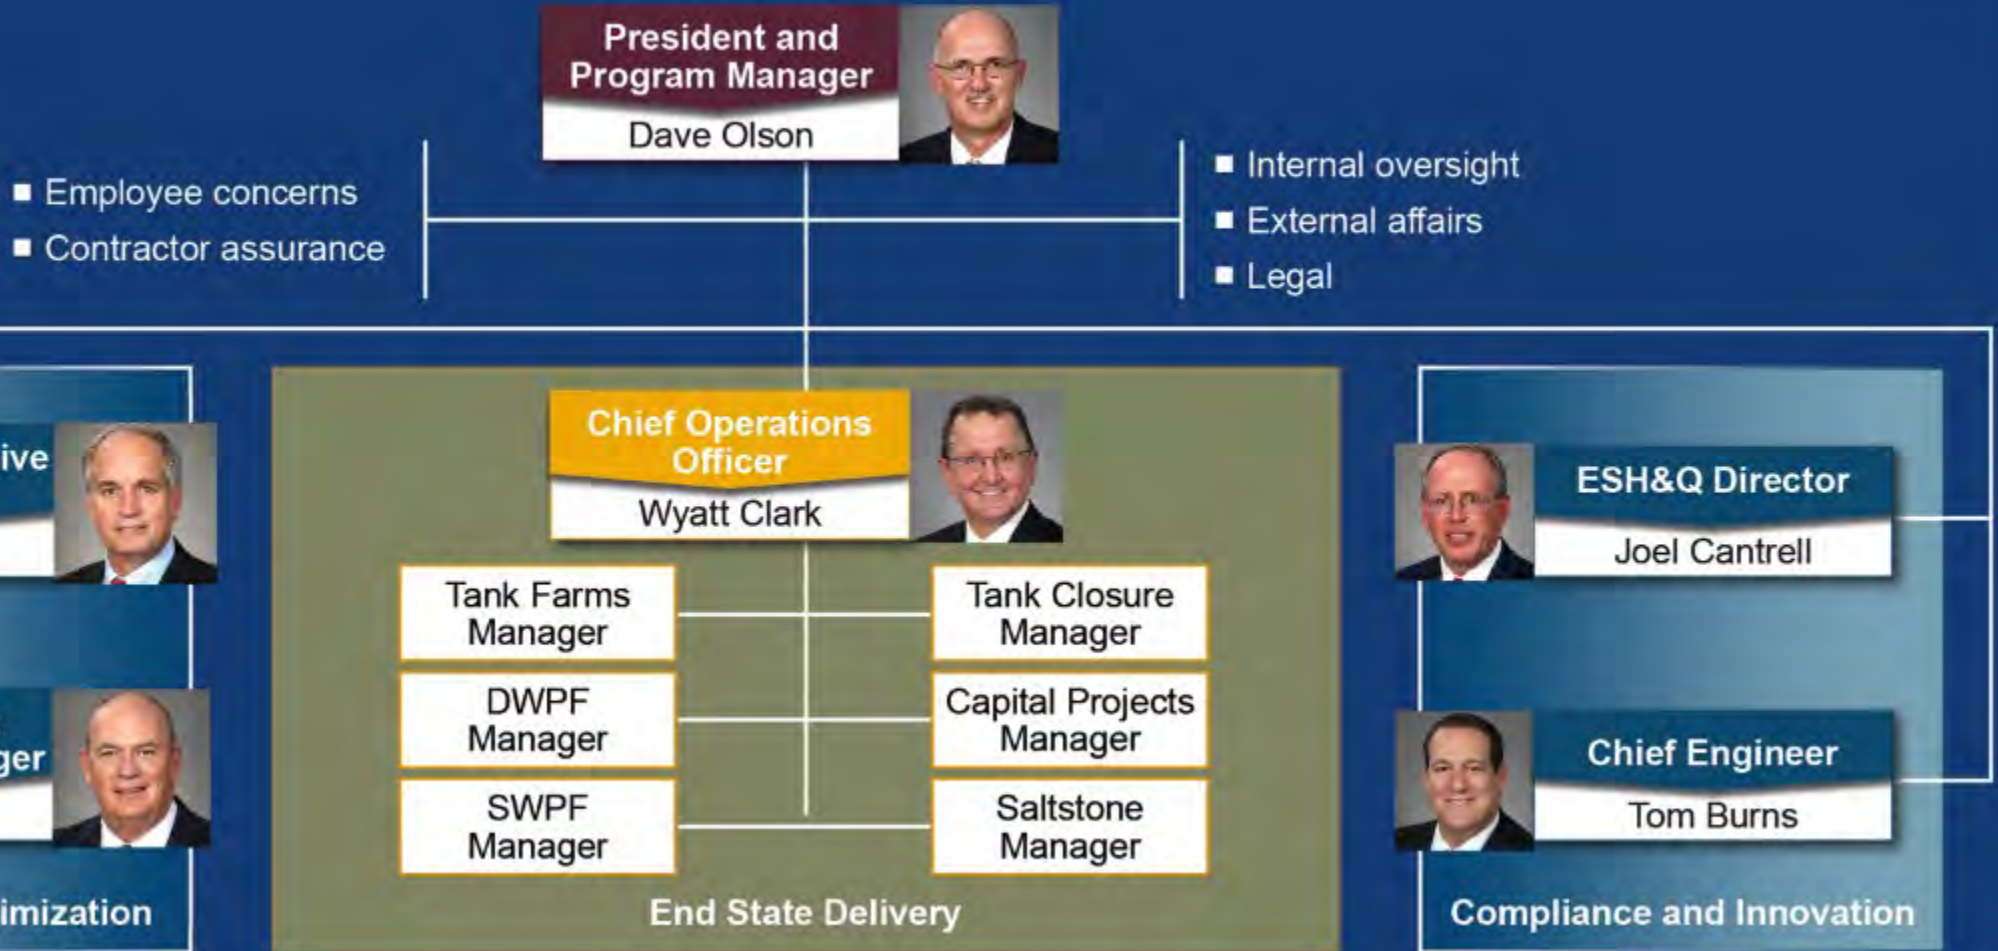 President and
Program Manager
Dave Olson
■ Employee concerns
■ Contractor assurance
■ Internal oversight
■ External affairs
■ Legal
ive
ger
imization
Chief Operations
Officer
Wyatt Clark
Tank Farms
Manager
Tank Closure
Manager
DWPF
Manager
Capital Projects
Manager
SWPF
Manager
Saltstone
Manager
End State Delivery
ESH&Q Director
Joel Cantrell
Chief Engineer
Tom Burns
Compliance and Innovation